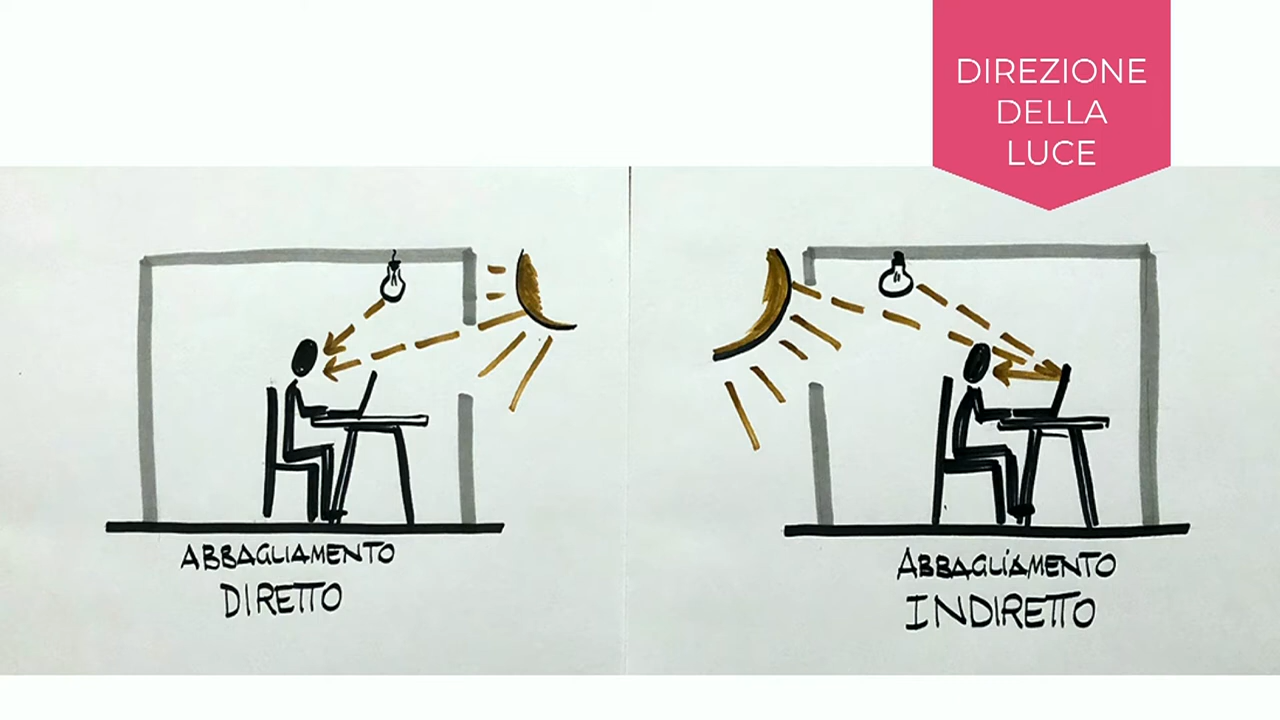 DIREZIONE
DELLA
LUCE
ABBAGLIAMENTO
DIRETTO
ABBAGLIAMENTO
INDIRETTO